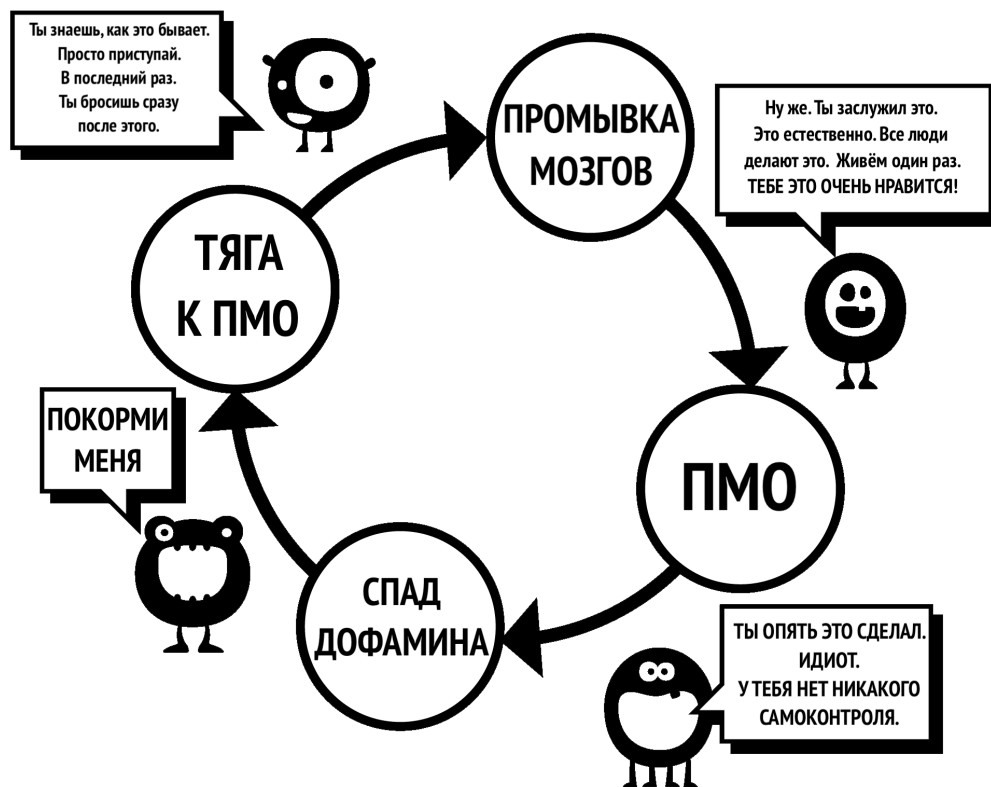 Ты знаешь, как это бывает.
Просто приступай.
В последний раз.
Ты бросишь сразу
после этого.
ПРОМЫВКА
МОЗГОВ
Ну же. Ты заслужил это.
Это естественно. Все люди
делают это. Живём один раз.
ТЕБЕ ЭТО ОЧЕНЬ НРАВИТСЯ!
ТЯГА
К ПМО
ПОКОРМИ
МЕНЯ
ПМО
СПАД
ДОФАМИНА
ТЫ ОПЯТЬ ЭТО СДЕЛАЛ.
ИДИОТ.
У ТЕБЯ НЕТ НИКАКОГО
САМОКОНТРОЛЯ.